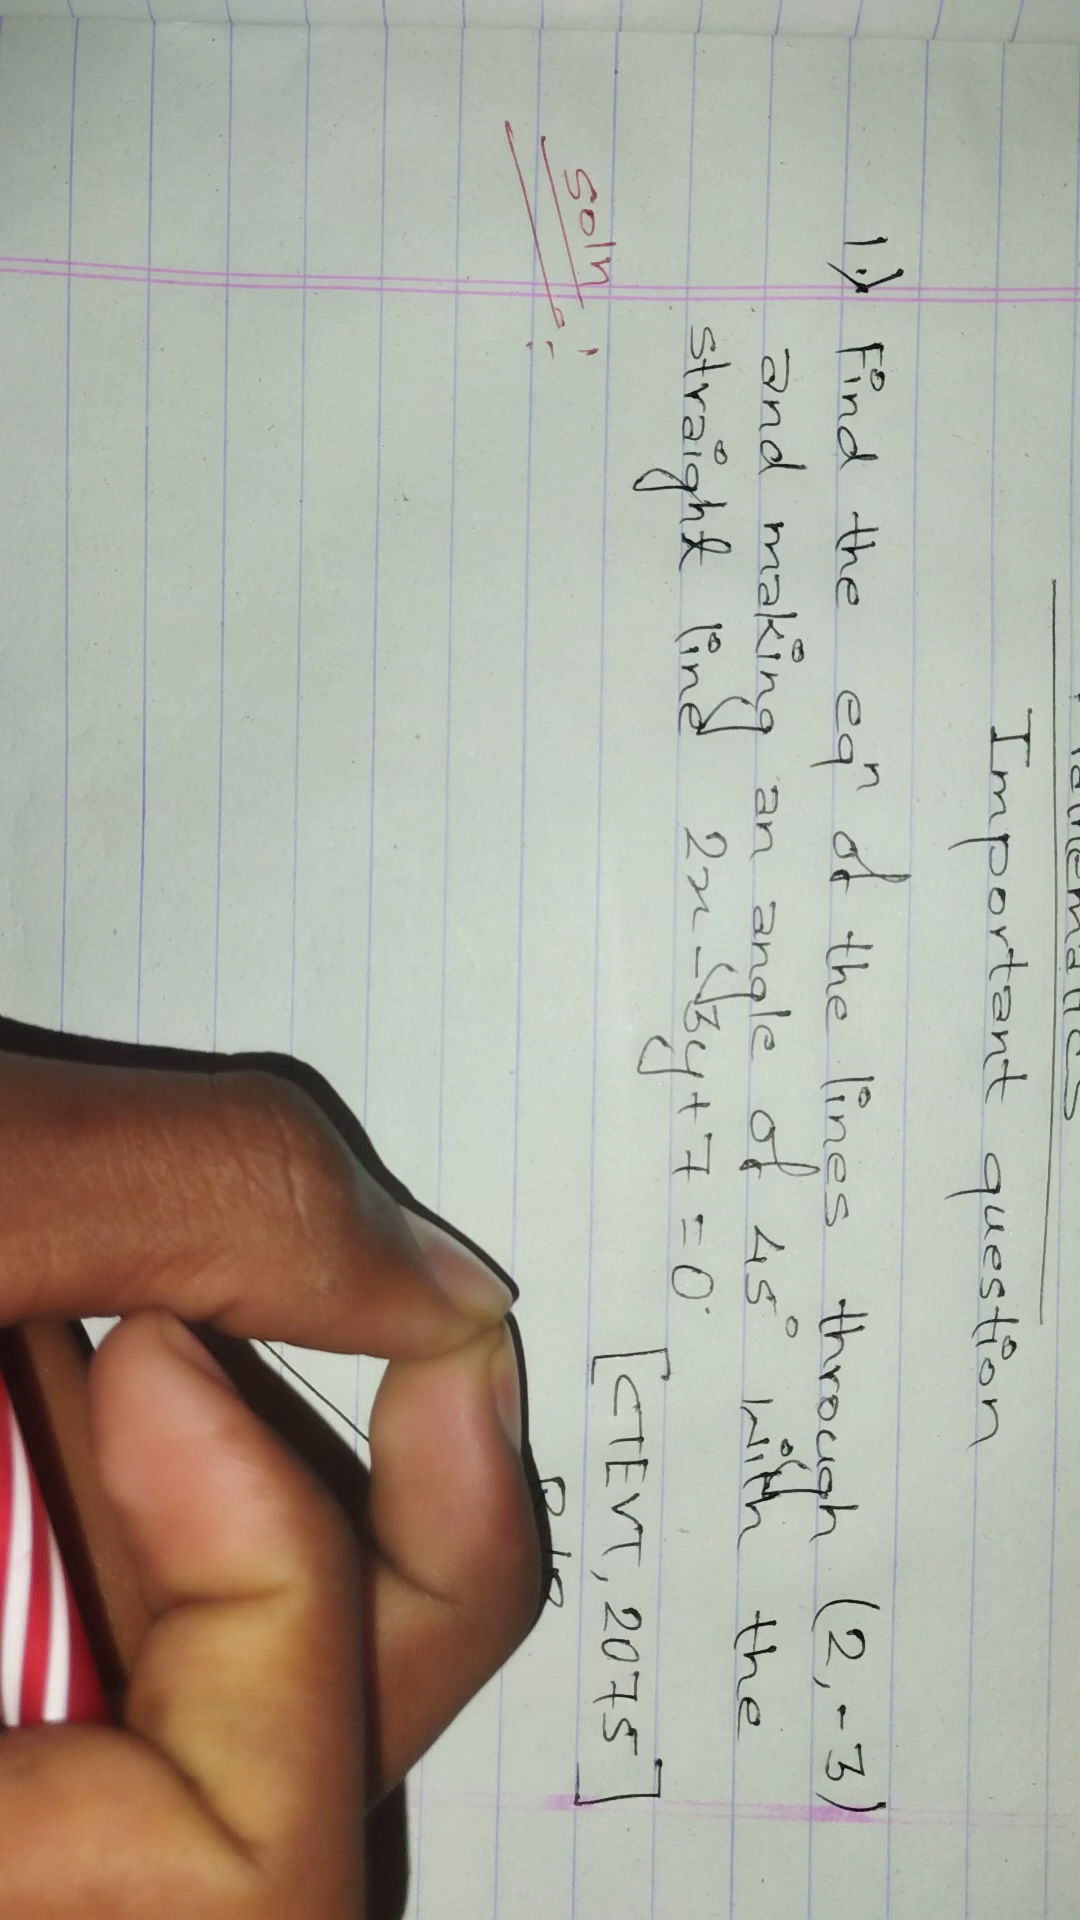 Mathematics
Important question
1.) Find the eqn of the lines through (2,-3)
and making an angle of 45° with the
straight line 2x-3y+7=0.
[CTEVT, 2075]
Soln